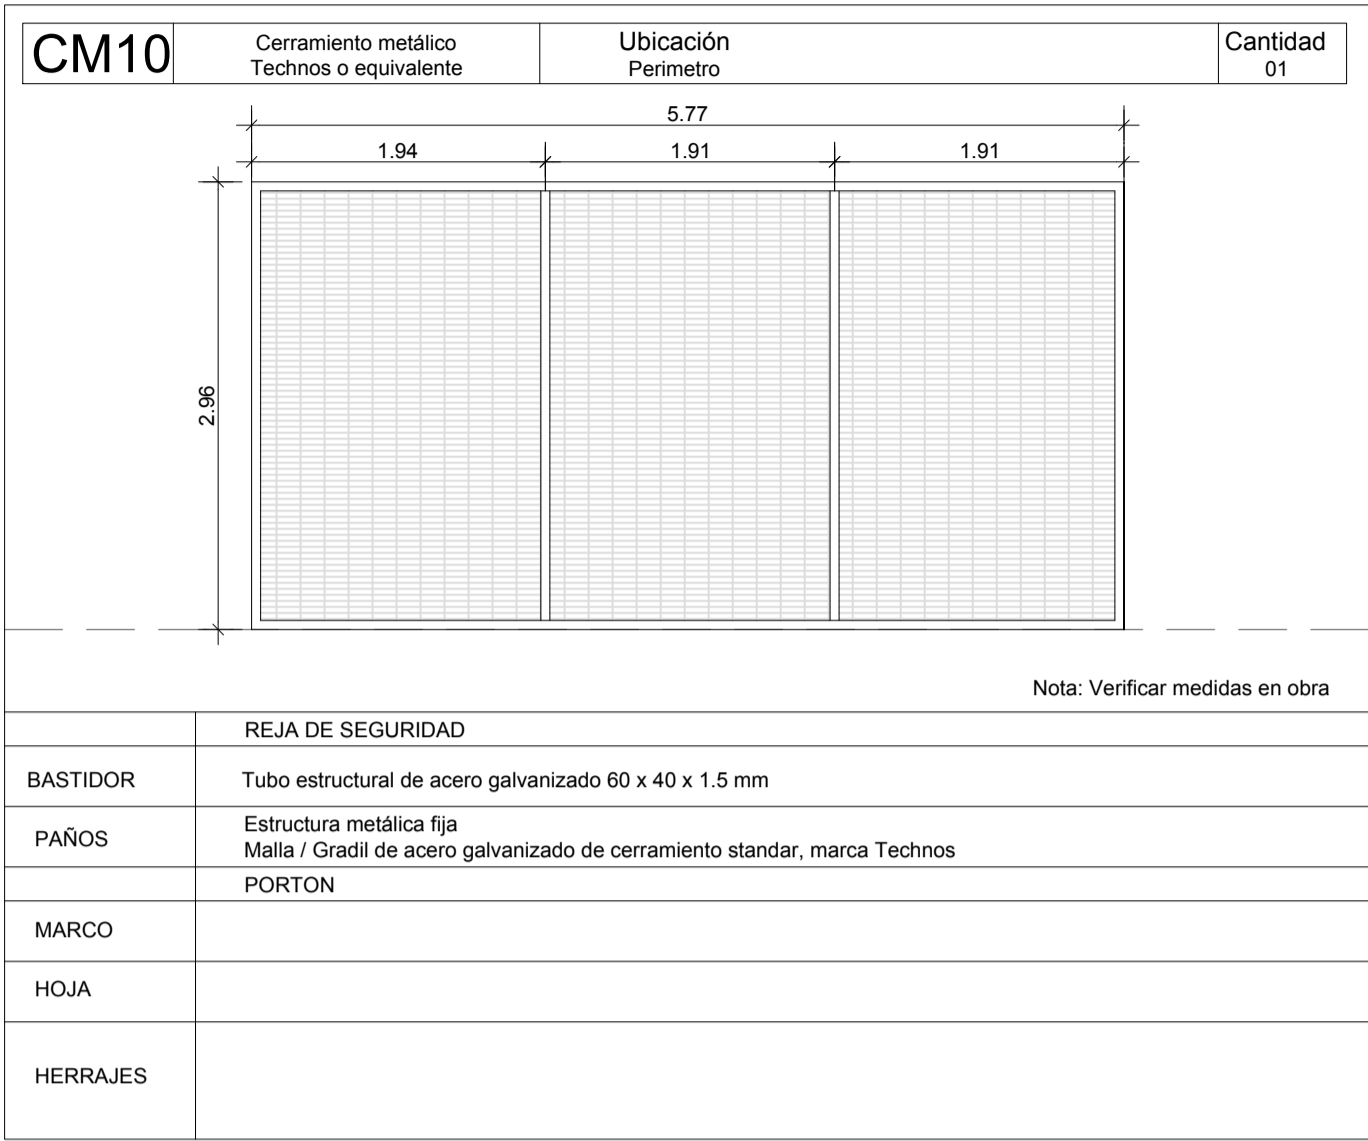 CM10
Cerramiento metálico
Technos o equivalente
Ubicación
Perimetro
Cantidad
01
5.77
1.94
1.91
1.91
2.96
Nota: Verificar medidas en obra
REJA DE SEGURIDAD
BASTIDOR
Tubo estructural de acero galvanizado 60 x 40 x 1.5 mm
PAÑOS
Estructura metálica fija
Malla / Gradil de acero galvanizado de cerramiento standar, marca Technos
PORTON
MARCO
HOJA
HERRAJES